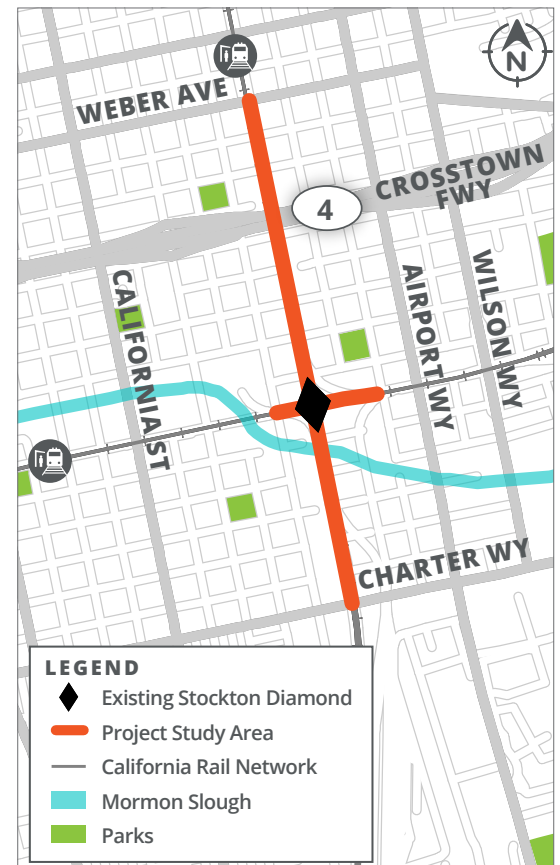 N
WEBER AVE
CROSSTOWN
FWY
4
CALIFORNIA ST
AIRPORT WY
WILSON WY
CHARTER WY
LEGEND
Existing Stockton Diamond
Project Study Area
California Rail Network
Mormon Slough
Parks